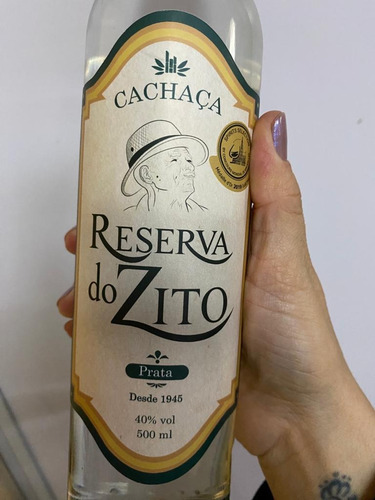 CACHAÇA
RESERVA
do ZITO
Prata
Desde 1945
40% vol
500 ml